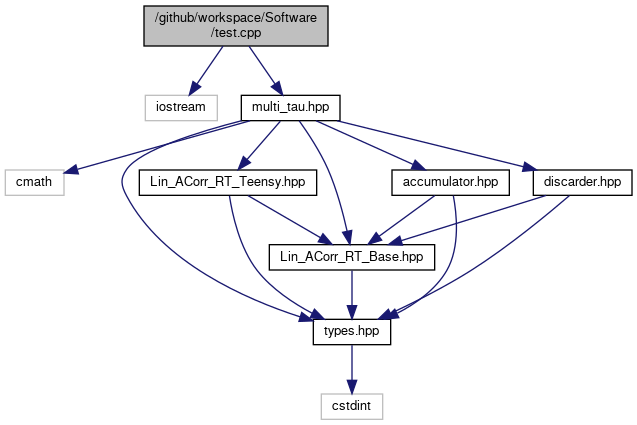 /github/workspace/Software
/test.cpp
iostream
multi_tau.hpp
cmath
Lin_ACorr_RT_Teensy.hpp
accumulator.hpp
discarder.hpp
Lin_ACorr_RT_Base.hpp
types.hpp
cstdint